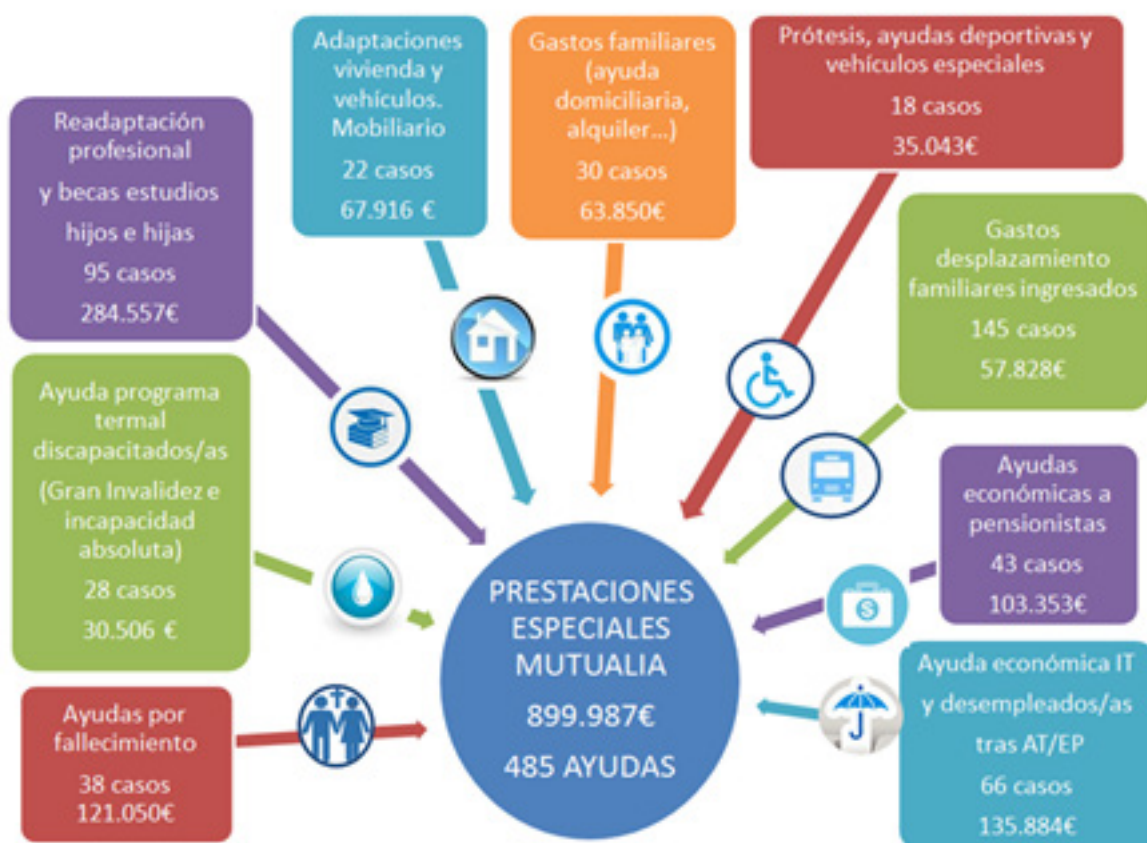 Adaptaciones
vivienda y
vehículos.
Mobiliario
22 casos
67.916 €
Gastos familiares
(ayuda
domiciliaria,
alquiler...)
30 casos
63.850€
Prótesis, ayudas deportivas y
vehículos especiales
18 casos
35.043€
Readaptación
profesional
y becas estudios
hijos e hijas
95 casos
284.557€
Gastos
desplazamiento
familiares ingresados
145 casos
57.828€
Ayuda programa
termal
discapacitados/as
(Gran Invalidez e
incapacidad
absoluta)
28 casos
30.506 €
Ayudas
económicas a
pensionistas
43 casos
103.353€
S
PRESTACIONES
ESPECIALES
MUTUALIA
899.987€
485 AYUDAS
Ayuda económica IT
y desempleados/as
tras AT/EP
66 casos
135.884€
Ayudas por
fallecimiento
38 casos
121.050€